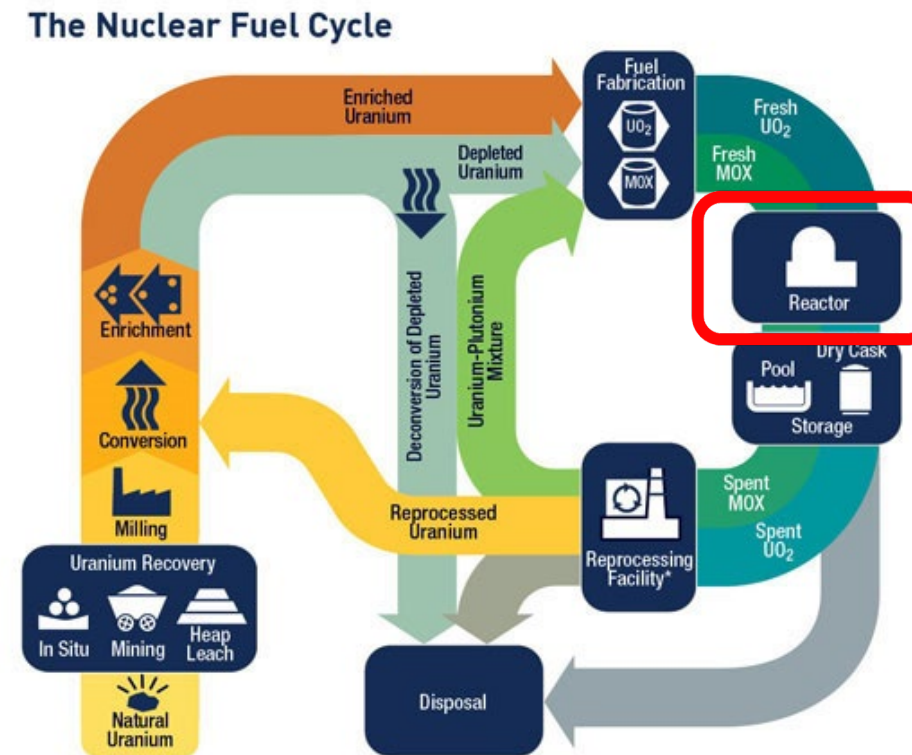 The Nuclear Fuel Cycle
Enriched
Uranium
Depleted
Uranium
Fuel
Fabrication
UO2
MOX
Fresh
UO2
Fresh
MOX
Reactor
Dry Cask
Pool
Storage
Spent
MOX
Spent
UO2
Reprocessing
Facility*
Uranium-Plutonium
Mixture
Deconversion of Depleted
Uranium
Reprocessed
Uranium
Enrichment
Conversion
Milling
Uranium Recovery
In Situ
Mining
Heap
Leach
Natural
Uranium
Disposal